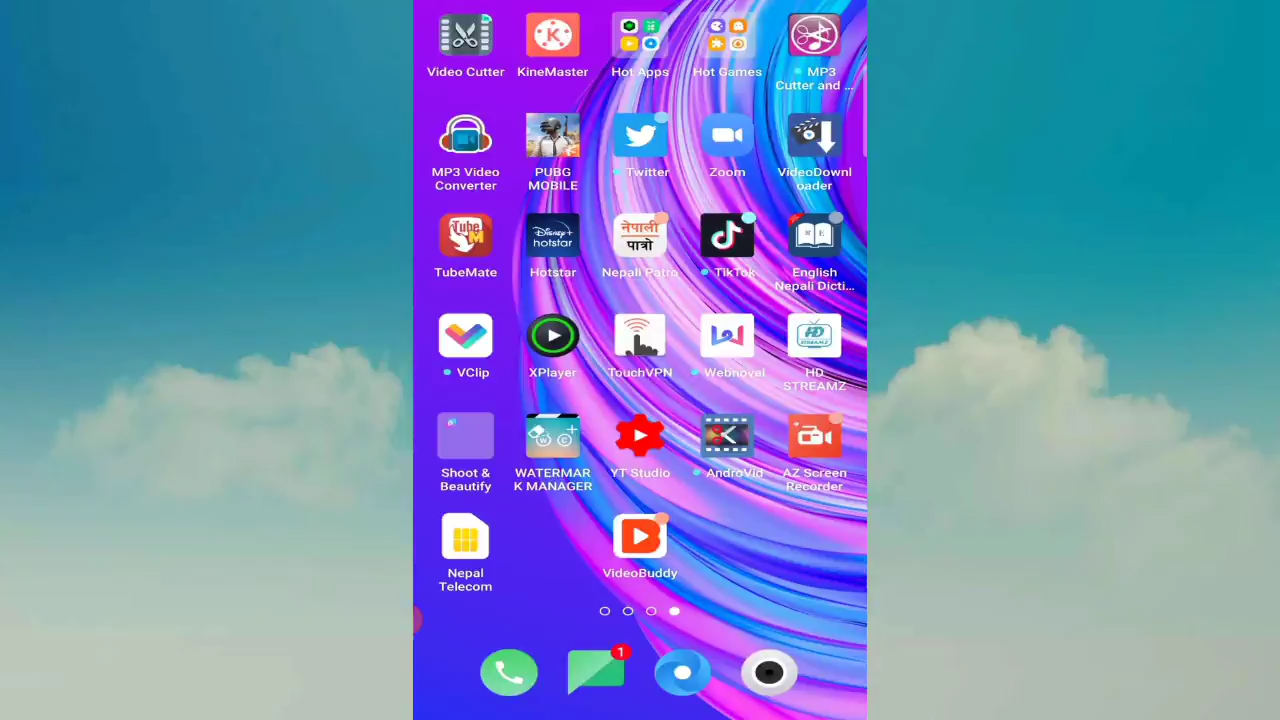 Video Cutter
KineMaster
Hot Apps
Hot Games
MP3
Cutter and ...
MP3 Video
Converter
PUBG
MOBILE
Twitter
Zoom
VideoDownl
oader
Tube
M
Disney+
hotstar
नेपाली
पात्रो
N E
TubeMate
Hotstar
Nepali Patro
TikTok
English
Nepali Dicti...
HD
STREAMZ
VClip
XPlayer
TouchVPN
Webnovel
HD
STREAMZ
W C
Shoot &
Beautify
WATERMAR
K MANAGER
YT Studio
AndroVid
AZ Screen
Recorder
Nepal
Telecom
VideoBuddy
1